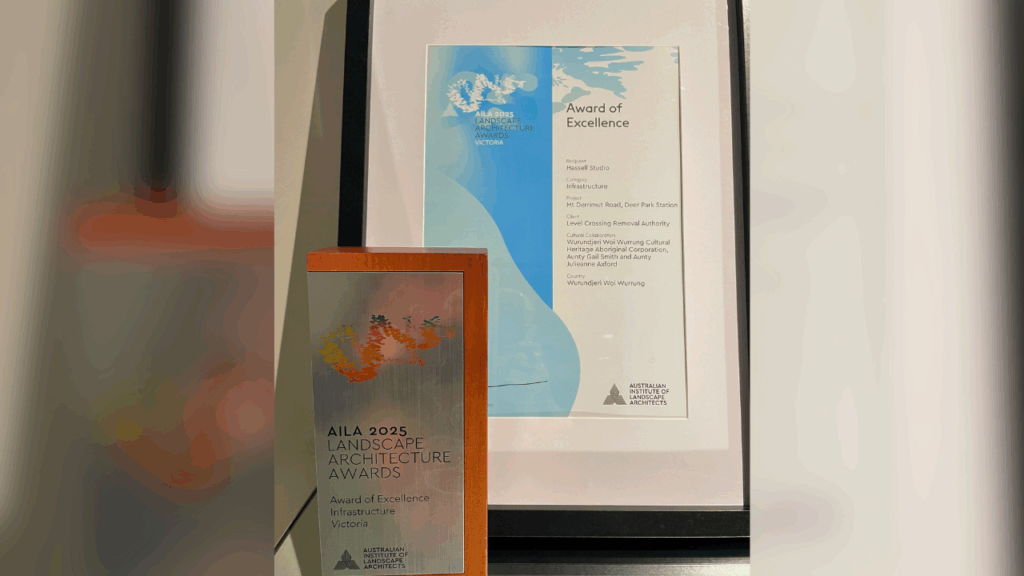 AILA 2025
LANDSCAPE
ARCHITECTURE
AWARDS
VICTORIA
Award of
Excellence
Recipient
Hassell Studio
Category
Infrastructure
Project
Mt Derrimut Road, Deer Park Station
Client
Level Crossing Removal Authority
Cultural Collaborators
Wurundjeri Woi Wurrung Cultural
Heritage Aboriginal Corporation,
Aunty Gail Smith and Aunty
Julieanne Axford
Country
Wurundjeri Woi Wurrung
AUSTRALIAN
INSTITUTE OF
LANDSCAPE
ARCHITECTS
AILA 2025
LANDSCAPE
ARCHITECTURE
AWARDS
Award of Excellence
Infrastructure
Victoria
AUSTRALIAN
INSTITUTE OF
LANDSCAPE
ARCHITECTS